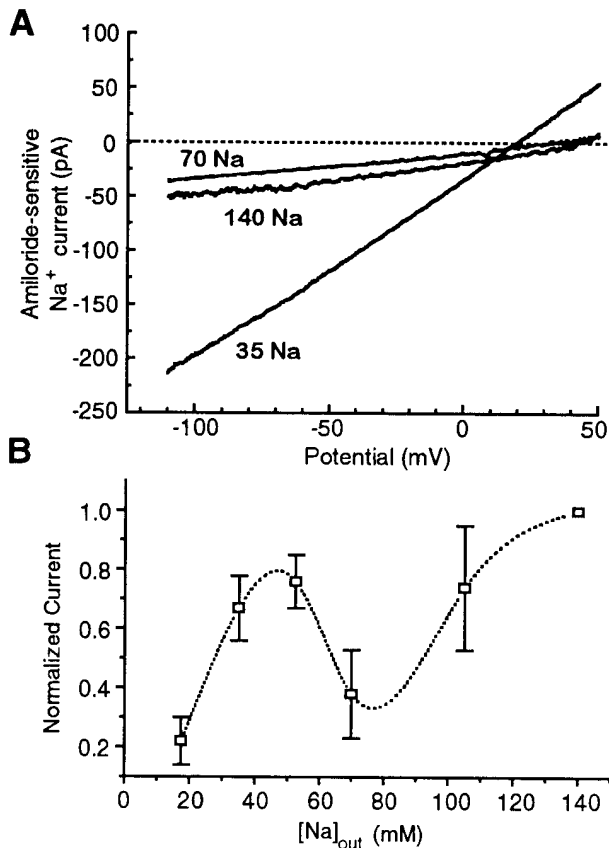 A
100
50
0
-50
-100
-150
-200
-250
Amiloride-sensitive
Na+ current (pA)
70 Na
140 Na
35 Na
-100
-50
0
50
Potential (mV)
B
1.0
0.8
0.6
0.4
0.2
Normalized Current
0
20
40
60
80
100
120
140
[Na]out (mM)